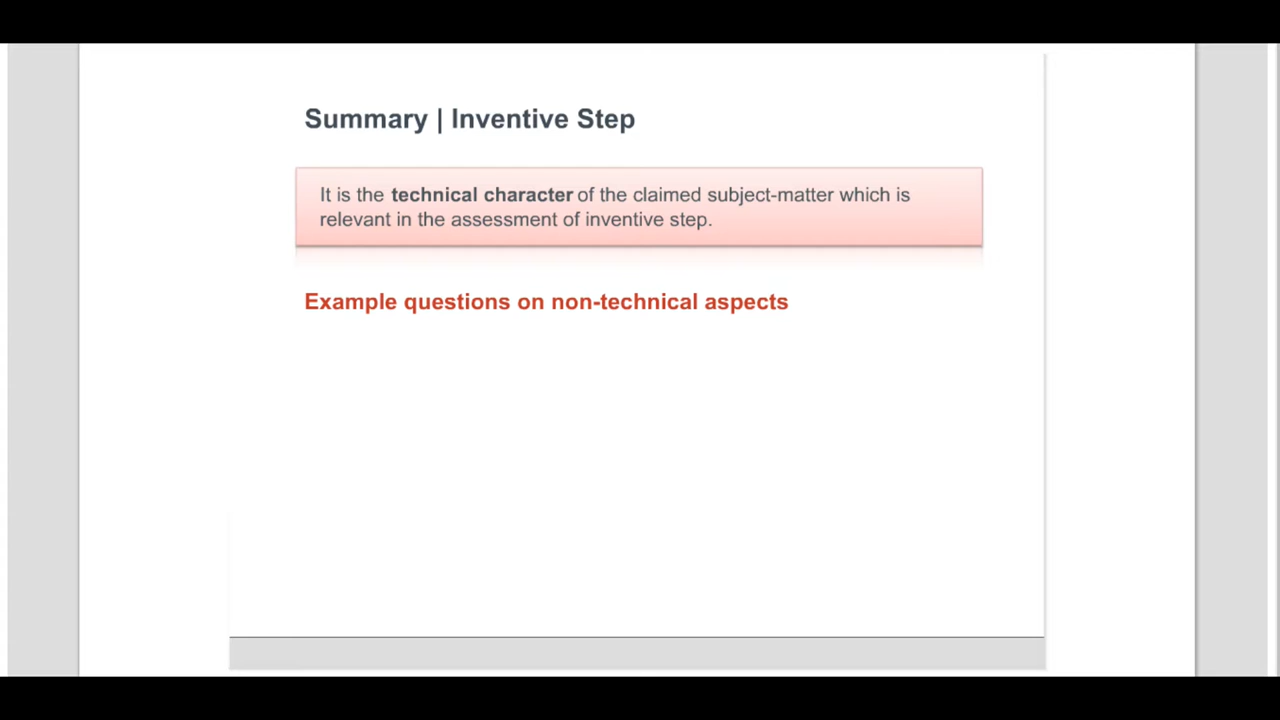 Summary | Inventive Step
It is the technical character of the claimed subject-matter which is
relevant in the assessment of inventive step.
Example questions on non-technical aspects